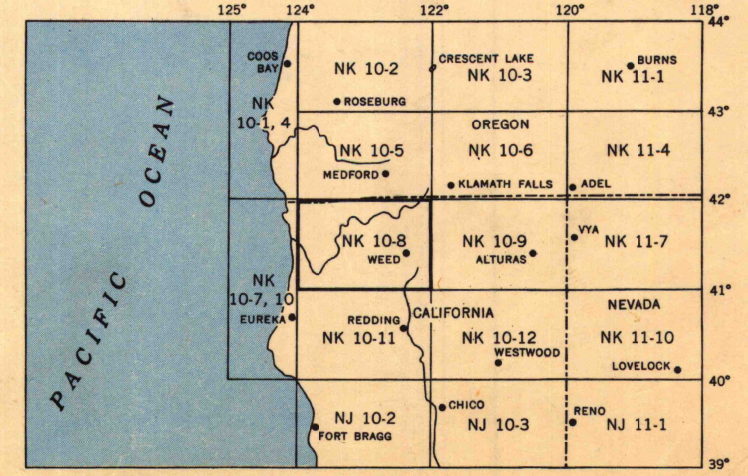 125° 124° 122° 120° 118°
44°
COOS
BAY
CRESCENT LAKE
BURNS
NK 10-2
NK 10-3
NK 11-1
NK
10-1, 4
ROSEBURG
43°
OREGON
NK 10-5
NK 10-6
NK 11-4
MEDFORD
KLAMATH FALLS
ADEL
42°
VYA
NK 10-8
NK 10-9
NK 11-7
WEED
ALTURAS
NK
10-7, 10
41°
EUREKA
REDDING
CALIFORNIA
NEVADA
NK 10-11
NK 10-12
NK 11-10
WESTWOOD
LOVELOCK
40°
CHICO
RENO
NJ 10-2
NJ 10-3
NJ 11-1
FORT BRAGG
39°
PACIFIC OCEAN